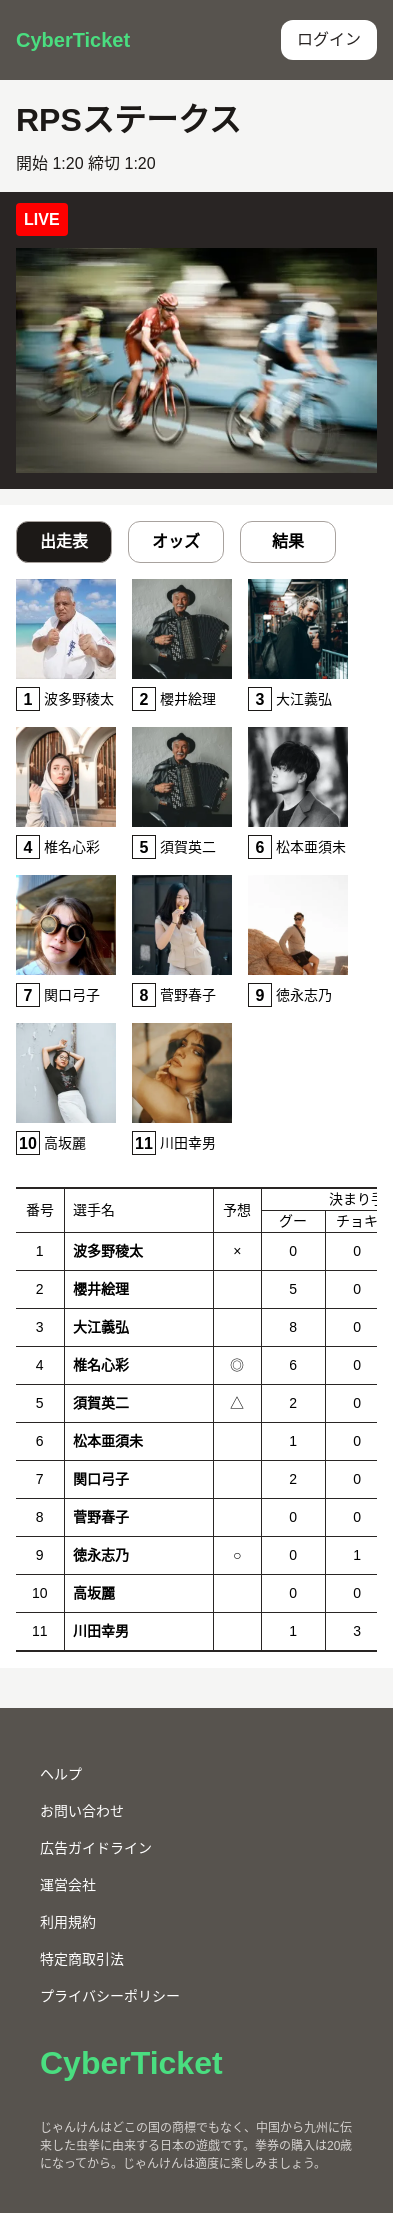 CyberTicket
ログイン
RPSステークス
開始 1:20 締切 1:20
LIVE
出走表 オッズ 結果
1 波多野稜太 2 櫻井絵理 3 大江義弘
4 椎名心彩 5 須賀英二 6 松本亜須未
7 関口弓子 8 菅野春子 9 徳永志乃
10 高坂麗 11 川田幸男
番号 選手名 予想 決まり手
グー チョキ
1 波多野稜太 × 0 0
2 櫻井絵理 5 0
3 大江義弘 8 0
4 椎名心彩 ◎ 6 0
5 須賀英二 △ 2 0
6 松本亜須未 1 0
7 関口弓子 2 0
8 菅野春子 0 0
9 徳永志乃 ○ 0 1
10 高坂麗 0 0
11 川田幸男 1 3
ヘルプ
お問い合わせ
広告ガイドライン
運営会社
利用規約
特定商取引法
プライバシーポリシー
CyberTicket
じゃんけんはどこの国の商標でもなく、中国から九州に伝
来した虫拳に由来する日本の遊戯です。拳券の購入は20歳
になってから。じゃんけんは適度に楽しみましょう。